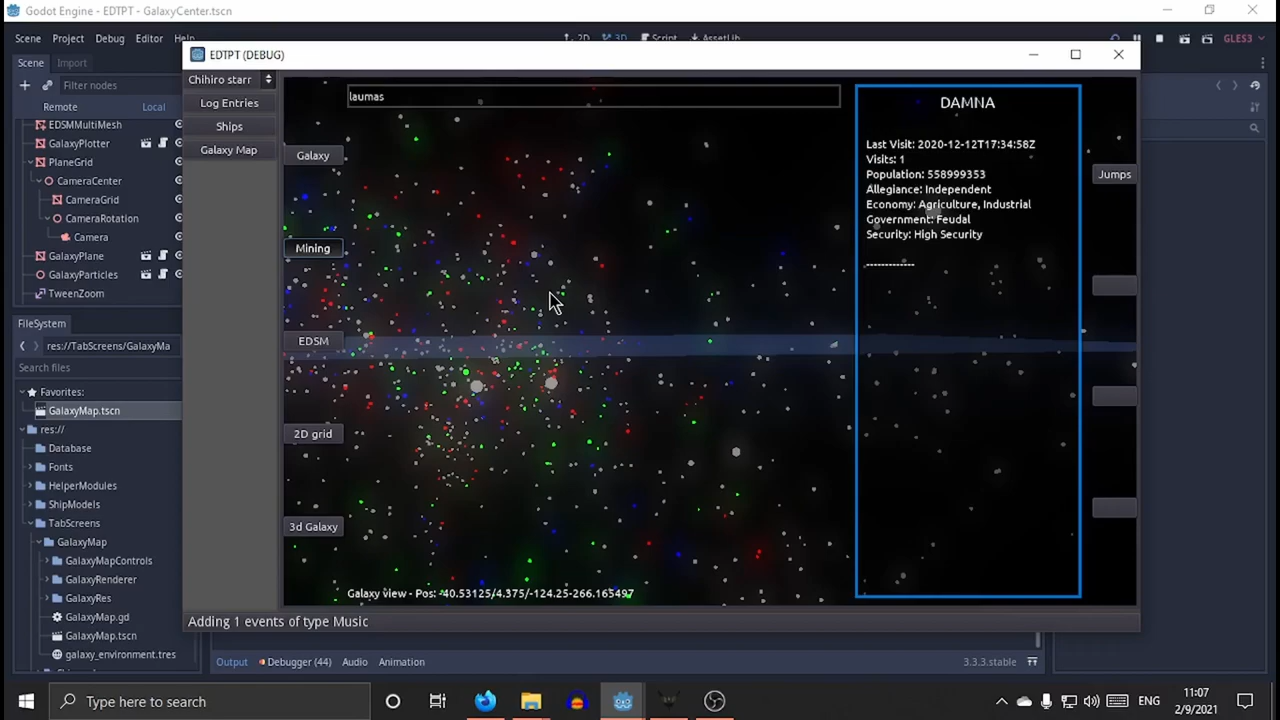 Godot Engine - EDTPT - GalaxyCenter.tscn
Scene Project Debug Editor Help 2D 3D Script AssetLib GLES3
EDTPT (DEBUG)
Scene Import
Filter nodes
Remote Local
EDSMMultiMesh
GalaxyPlotter
PlaneGrid
CameraCenter
CameraGrid
CameraRotation
Camera
GalaxyPlane
GalaxyParticles
TweenZoom
FileSystem
res://TabScreens/GalaxyMa
Search files
Favorites:
GalaxyMap.tscn
res://
Database
Fonts
HelperModules
ShipModels
TabScreens
GalaxyMap
GalaxyMapControls
GalaxyRenderer
GalaxyRes
GalaxyMap.gd
GalaxyMap.tscn
galaxy_environment.tres
Chihiro starr
Log Entries
Ships
Galaxy Map
laumas
Galaxy
Mining
EDSM
2D grid
3d Galaxy
DAMNA
Last Visit: 2020-12-12T17:34:58Z
Visits: 1
Population: 558999353
Allegiance: Independent
Economy: Agriculture, Industrial
Government: Feudal
Security: High Security
-------------
Jumps
Galaxy view - Pos: -40.53125/4.375/-124.25-266.165497
Adding 1 events of type Music
Output Debugger (44) Audio Animation 3.3.3.stable
Type here to search
ENG
11:07
2/9/2021